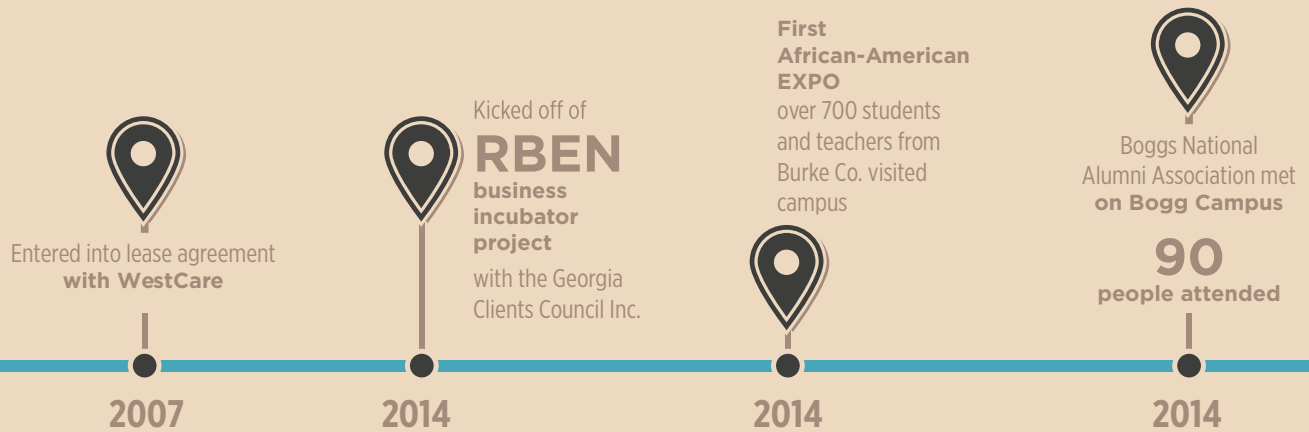 Entered into lease agreement
with WestCare
2007
Kicked off of
RBEN
business
incubator
project
with the Georgia
Clients Council Inc.
2014
First
African-American
EXPO
over 700 students
and teachers from
Burke Co. visited
campus
2014
Boggs National
Alumni Association met
on Bogg Campus
90
people attended
2014